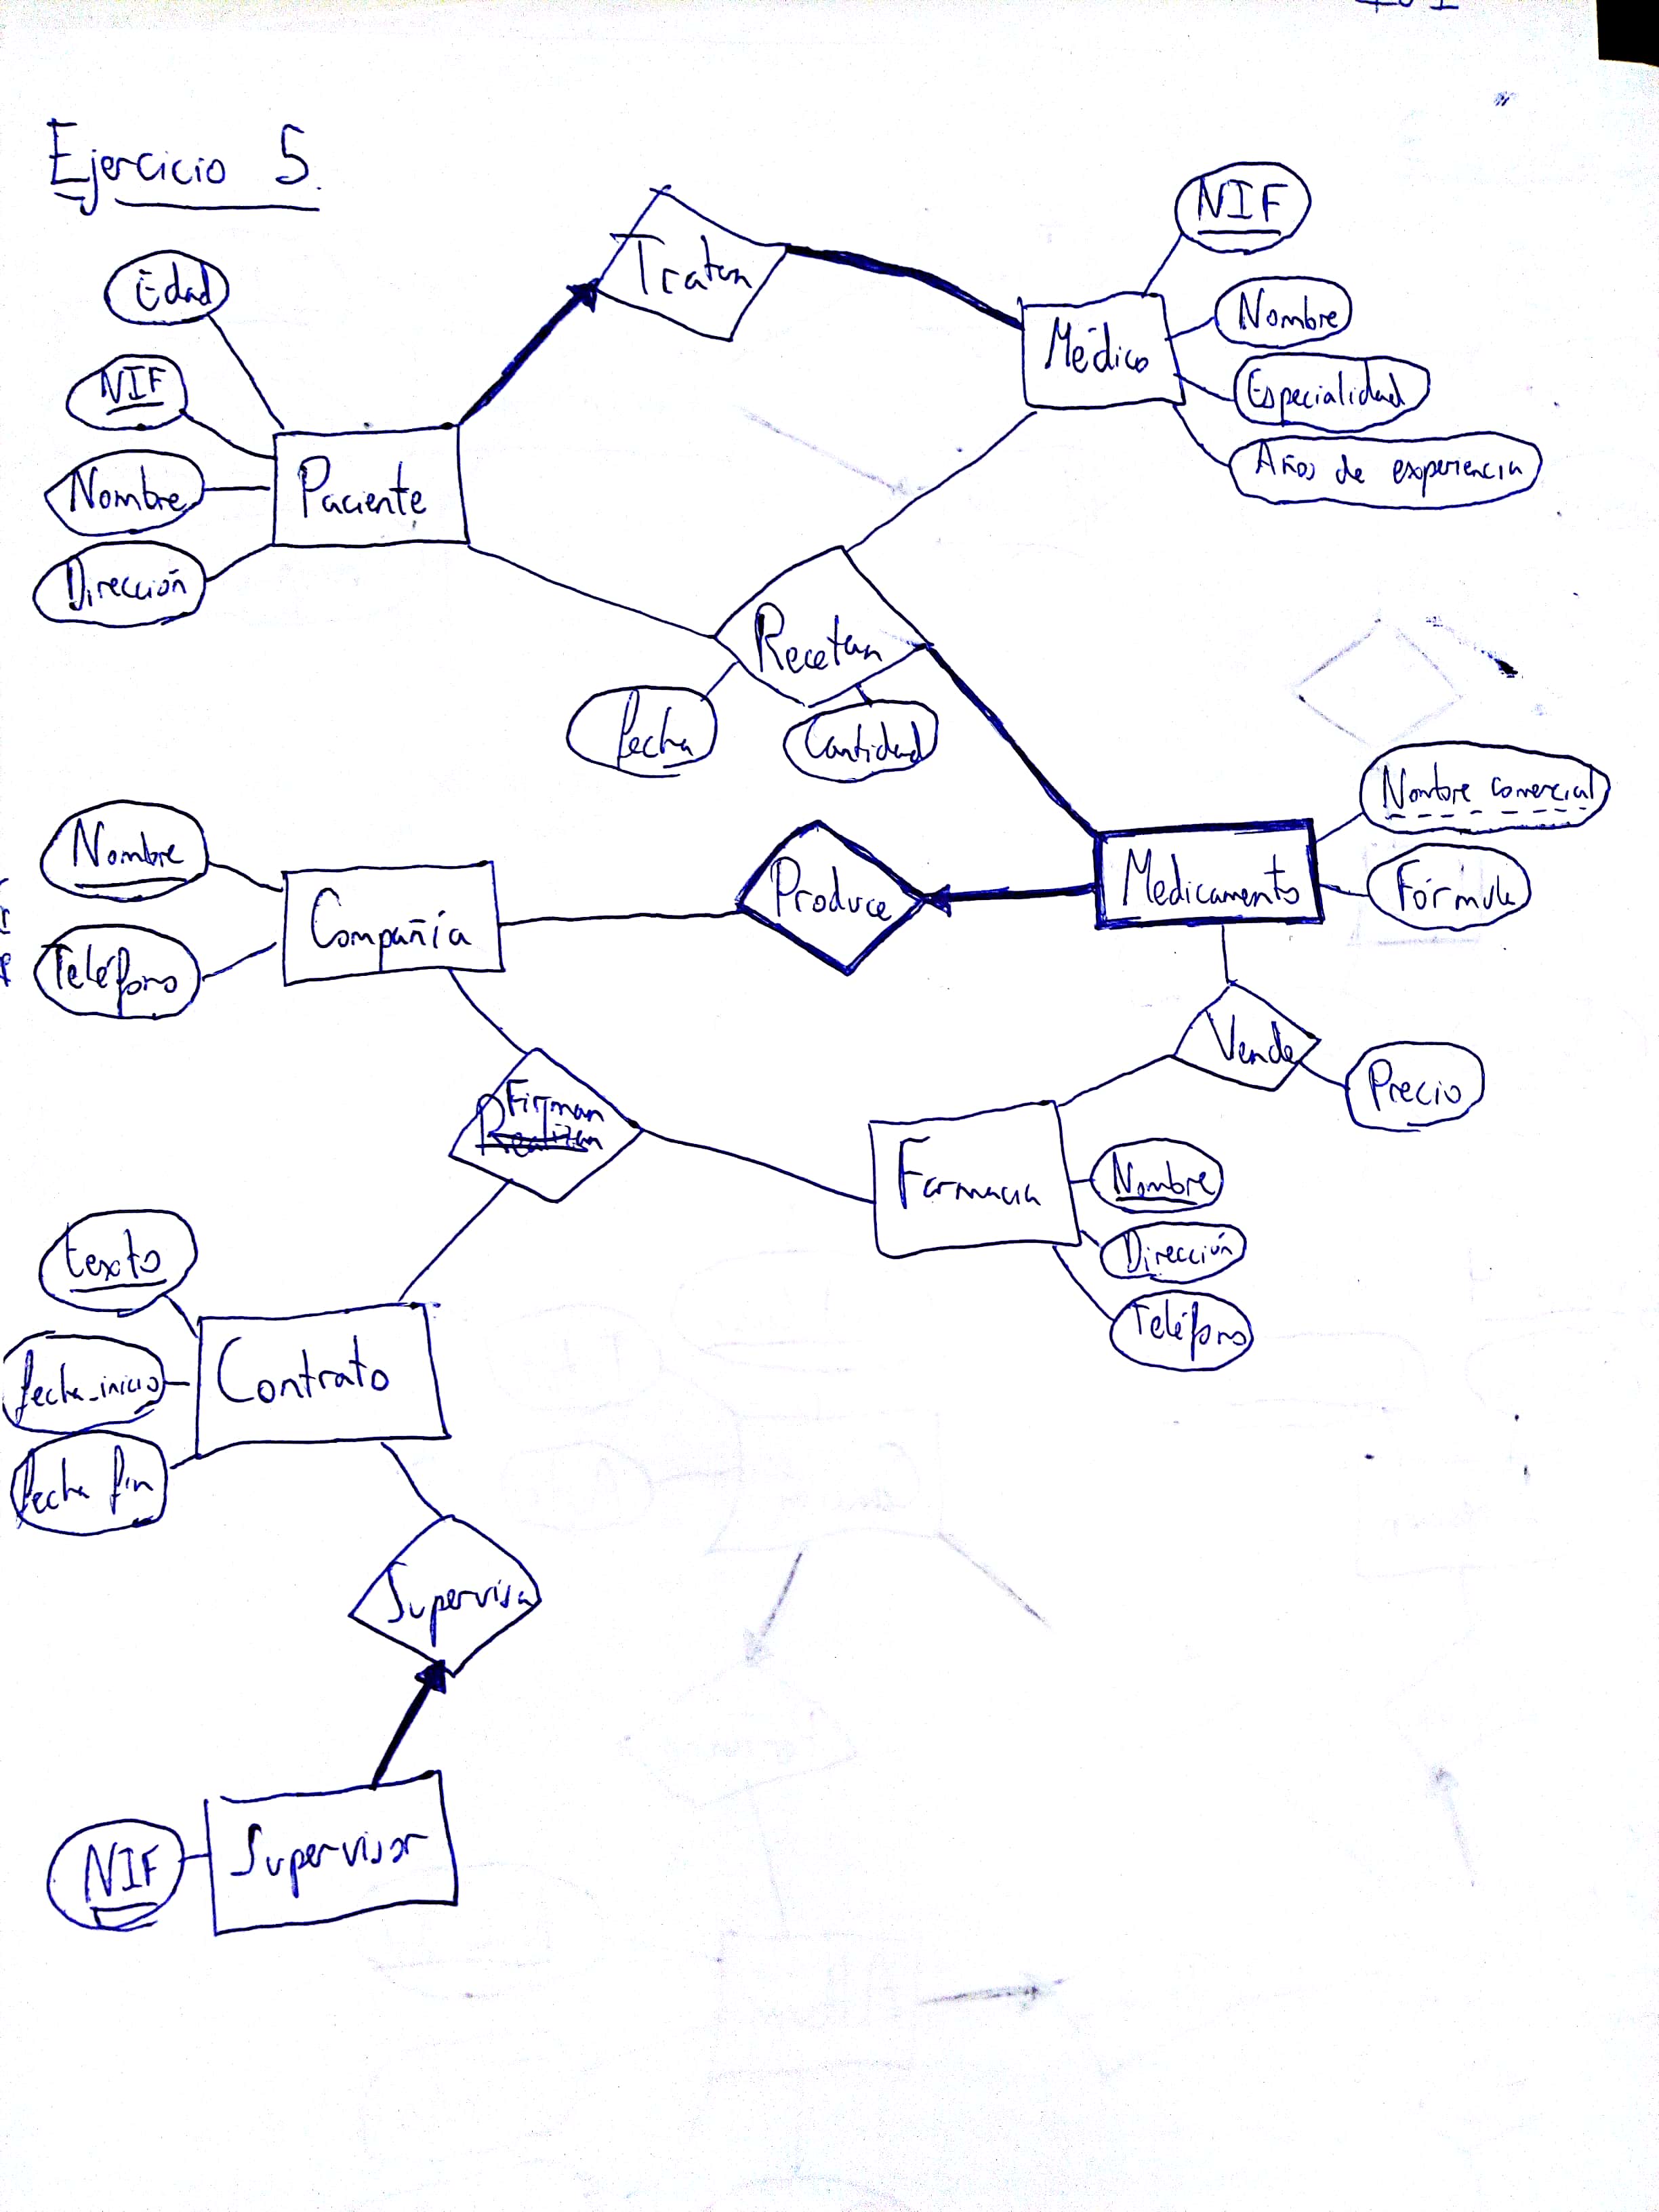 Ejercicio 5.
Edad
NIF
Nombre
Dirección
Paciente
Tratan
Médico
NIF
Nombre
Especialidad
Años de experiencia
Recetan
fecha
Cantidad
Nombre
Teléfono
Compañía
Produce
Medicamento
Nombre comercial
Fórmula
Vende
Precio
Firman
Realizan
Farmacia
Nombre
Dirección
Teléfono
texto
fecha_inicio
fecha fin
Contrato
Supervisa
NIF
Supervisor